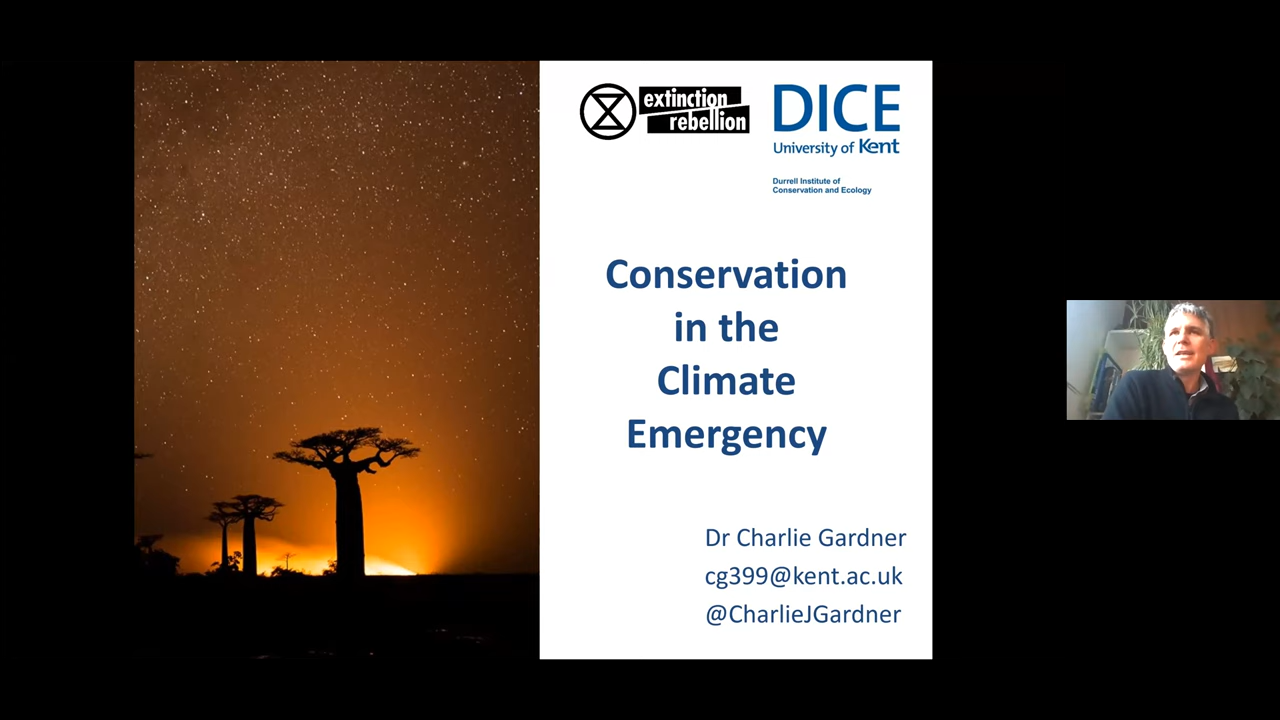 extinction
rebellion
DICE
University of Kent
Durrell Institute of
Conservation and Ecology
Conservation
in the
Climate
Emergency
Dr Charlie Gardner
cg399@kent.ac.uk
@CharlieJGardner